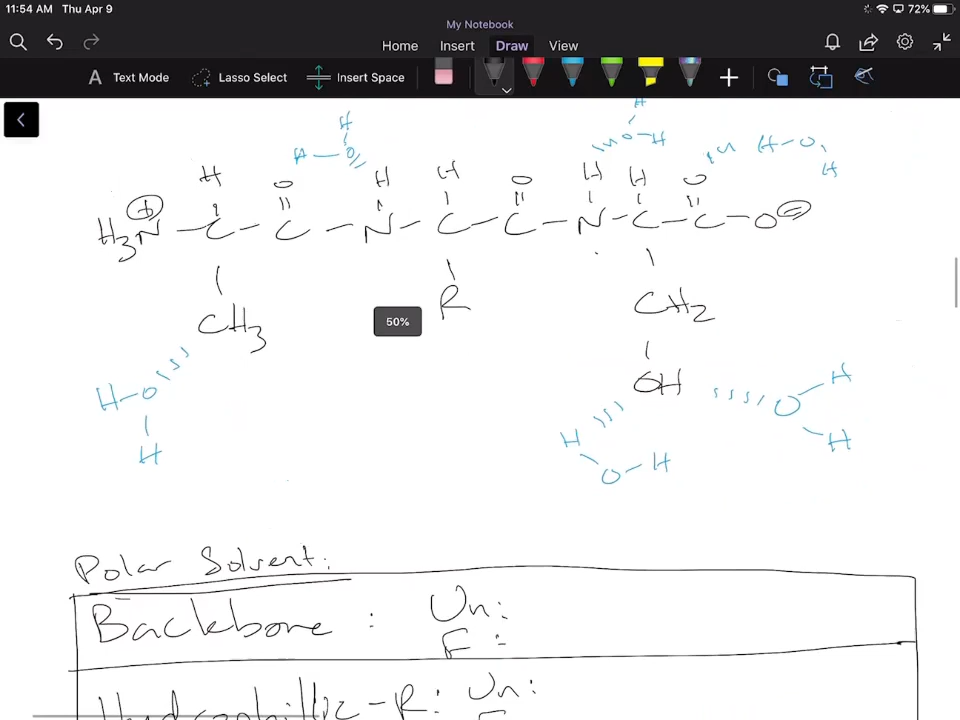 11:54 AM Thu Apr 9
72%
My Notebook
Home Insert Draw View
A Text Mode Lasso Select Insert Space
H
H
H O H
H O
H O H
H H H H H
O O O
H3N + C C N C C N C C O −
CH3 R CH2
50%
OH
H O H
H O H
H O H
Polar Solvent:
Backbone : Un:
F :
Hydrophillic-R: Un: